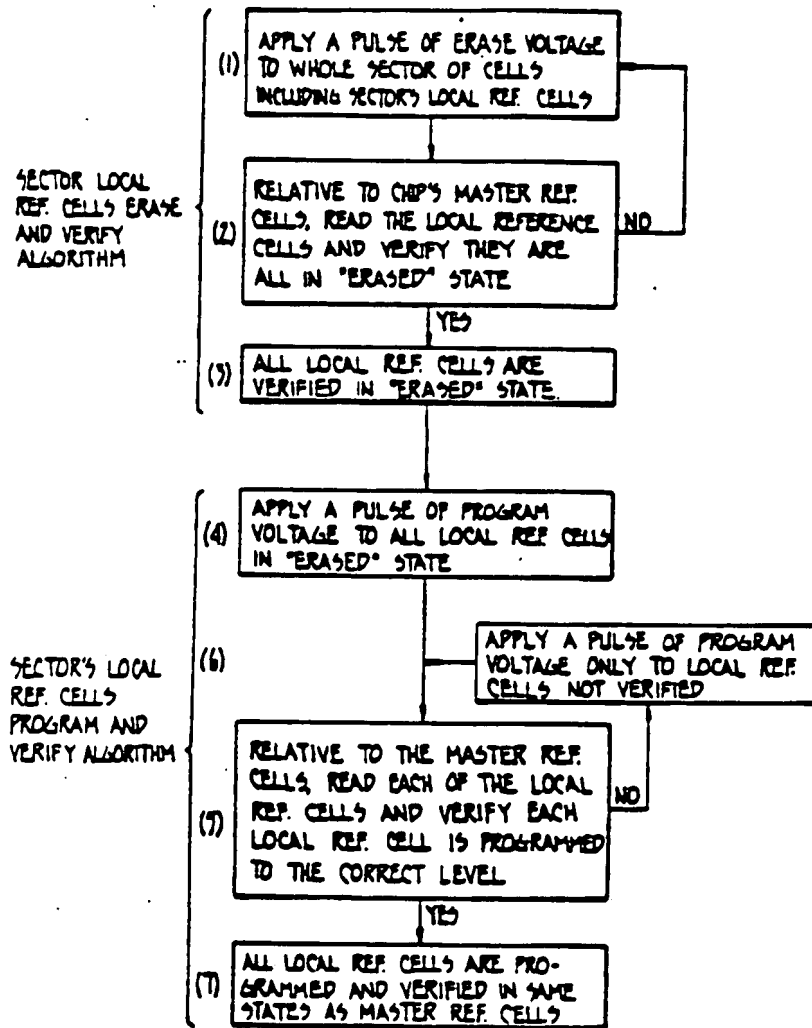 (1)
APPLY A PULSE OF ERASE VOLTAGE
TO WHOLE SECTOR OF CELLS
INCLUDING SECTOR'S LOCAL REF. CELLS
SECTOR LOCAL
REF. CELLS ERASE
AND VERIFY
ALGORITHM
(2)
RELATIVE TO CHIP'S MASTER REF.
CELLS, READ THE LOCAL REFERENCE
CELLS AND VERIFY THEY ARE
ALL IN "ERASED" STATE
NO
YES
(3)
ALL LOCAL REF. CELLS ARE
VERIFIED IN "ERASED" STATE.
(4)
APPLY A PULSE OF PROGRAM
VOLTAGE TO ALL LOCAL REF. CELLS
IN "ERASED" STATE
(6)
APPLY A PULSE OF PROGRAM
VOLTAGE ONLY TO LOCAL REF.
CELLS NOT VERIFIED
SECTOR'S LOCAL
REF. CELLS
PROGRAM AND
VERIFY ALGORITHM
(5)
RELATIVE TO THE MASTER REF.
CELLS, READ EACH OF THE LOCAL
REF. CELLS AND VERIFY EACH
LOCAL REF. CELL IS PROGRAMMED
TO THE CORRECT LEVEL
NO
YES
(7)
ALL LOCAL REF. CELLS ARE PRO-
GRAMMED AND VERIFIED IN SAME
STATES AS MASTER REF. CELLS